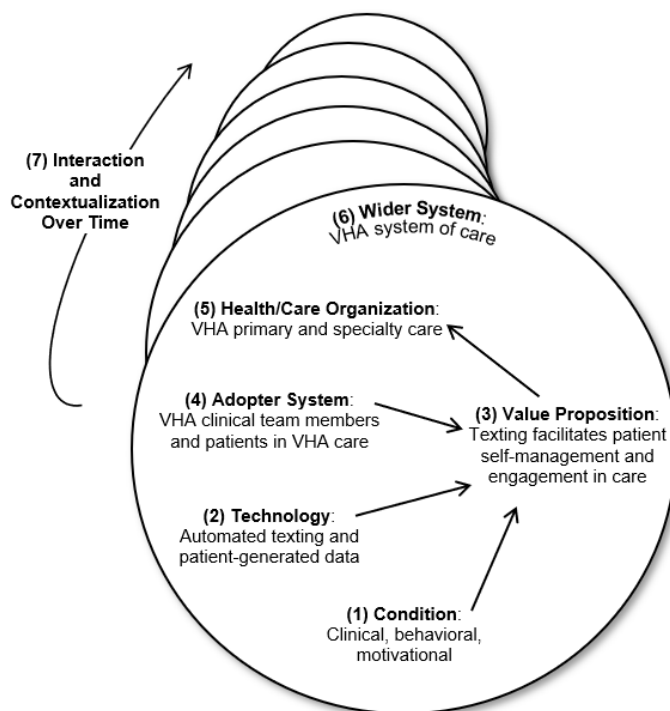 (7) Interaction
and
Contextualization
Over Time
(6) Wider System:
VHA system of care
(5) Health/Care Organization:
VHA primary and specialty care
(4) Adopter System:
VHA clinical team members
and patients in VHA care
(3) Value Proposition:
Texting facilitates patient
self-management and
engagement in care
(2) Technology:
Automated texting and
patient-generated data
(1) Condition:
Clinical, behavioral,
motivational